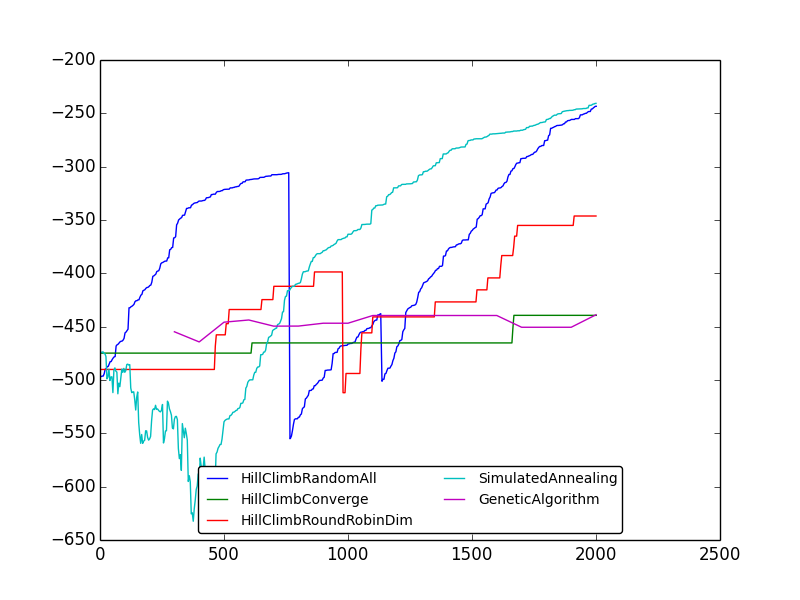 −200
−250
−300
−350
−400
−450
−500
−550
−600
−650
HillClimbRandomAll SimulatedAnnealing
HillClimbConverge GeneticAlgorithm
HillClimbRoundRobinDim
0 500 1000 1500 2000 2500